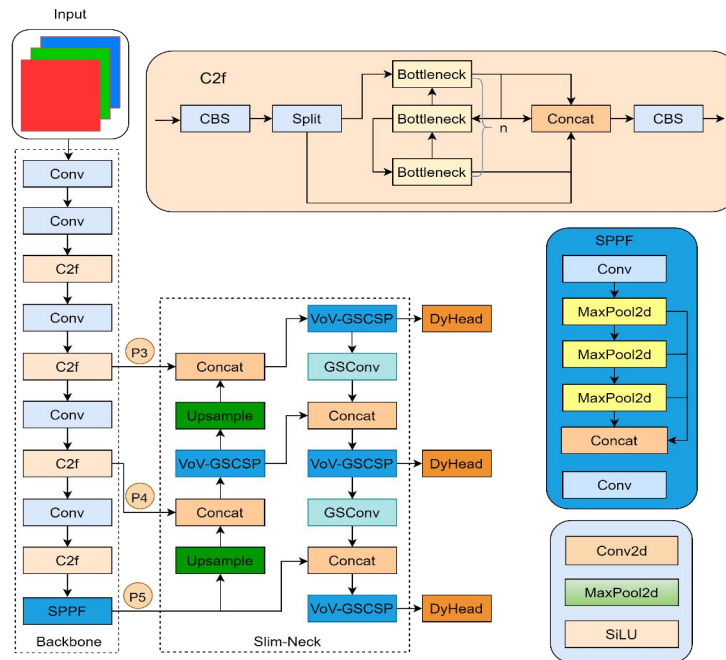 Input
Conv
Conv
C2f
Conv
C2f
Conv
C2f
Conv
C2f
SPPF
Backbone
P3
P4
P5
Concat
Upsample
VoV-GSCSP
Concat
Upsample
VoV-GSCSP
GSConv
Concat
VoV-GSCSP
GSConv
Concat
VoV-GSCSP
DyHead
DyHead
DyHead
Slim-Neck
C2f
CBS
Split
Bottleneck
Bottleneck
Bottleneck
n
Concat
CBS
SPPF
Conv
MaxPool2d
MaxPool2d
MaxPool2d
Concat
Conv
Conv2d
MaxPool2d
SiLU